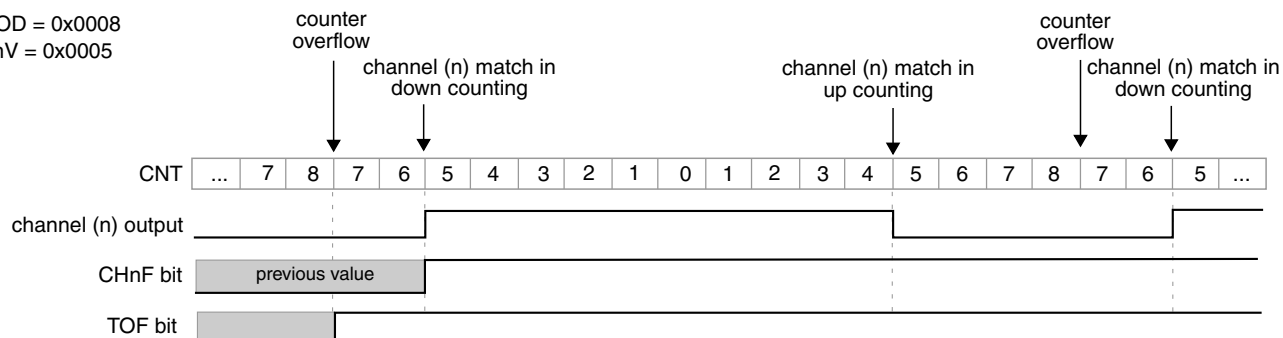 OD = 0x0008
nV = 0x0005
counter
overflow
channel (n) match in
down counting
channel (n) match in
up counting
counter
overflow
channel (n) match in
down counting
CNT ... 7 8 7 6 5 4 3 2 1 0 1 2 3 4 5 6 7 8 7 6 5 ...
channel (n) output
CHnF bit previous value
TOF bit